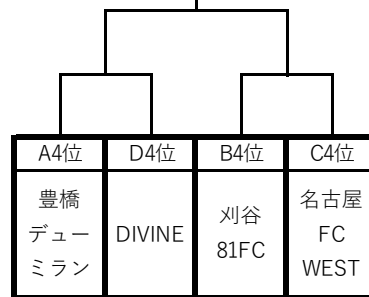 A4位 D4位 B4位 C4位
豊橋
デュー
ミラン
DIVINE
刈谷
81FC
名古屋
FC
WEST